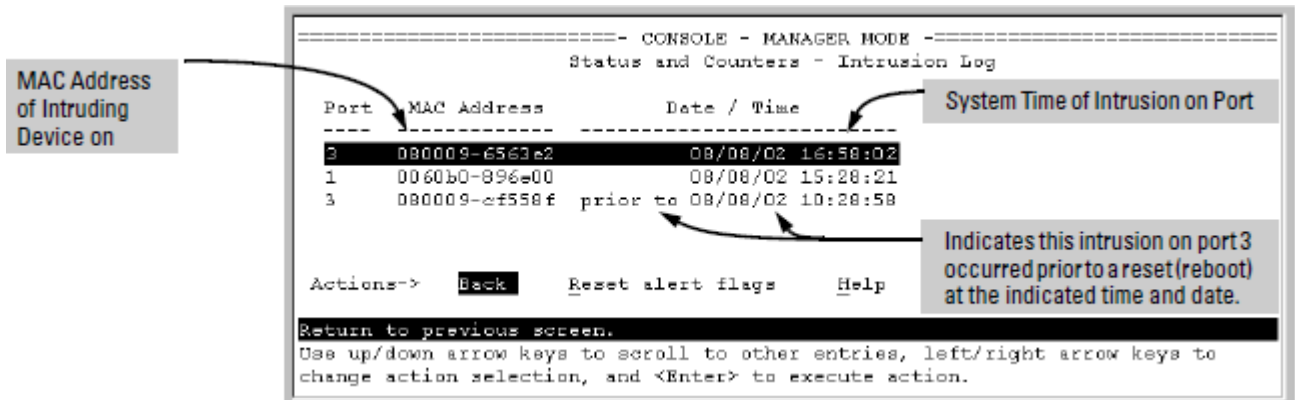 ===========================- CONSOLE - MANAGER MODE -============================
Status and Counters - Intrusion Log
MAC Address
of Intruding
Device on
System Time of Intrusion on Port
Port MAC Address Date / Time
---- ------------- --------------------------
3 080009-6563e2 08/08/02 16:58:02
1 0060b0-896e00 08/08/02 15:28:21
3 080009-ef558f prior to 08/08/02 10:28:58
Indicates this intrusion on port 3
occurred prior to a reset (reboot)
at the indicated time and date.
Actions-> Back Reset alert flags Help
Return to previous screen.
Use up/down arrow keys to scroll to other entries, left/right arrow keys to
change action selection, and <Enter> to execute action.